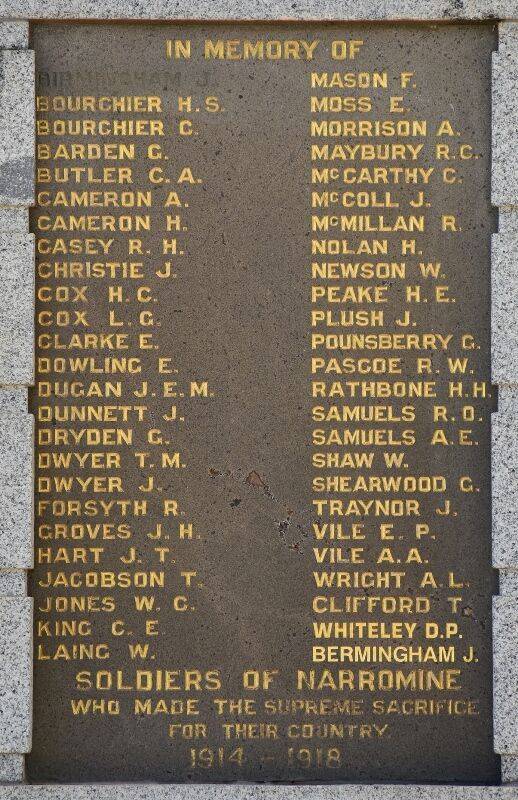 IN MEMORY OF
BIRMINGHAM J.
BOURCHIER H.S.
BOURCHIER C.
BARDEN G.
BUTLER C.A.
CAMERON A.
CAMERON H.
CASEY R.H.
CHRISTIE J.
COX H.C.
COX L.G.
CLARKE E.
DOWLING E.
DUGAN J.E.M.
DUNNETT J.
DRYDEN G.
DWYER T.M.
DWYER J.
FORSYTH R.
GROVES J.H.
HART J.T.
JACOBSON T.
JONES W.C.
KING C.E.
LAING W.
MASON F.
MOSS E.
MORRISON A.
MAYBURY R.C.
McCARTHY C.
McCOLL J.
McMILLAN R.
NOLAN H.
NEWSON W.
PEAKE H.E.
PLUSH J.
POUNSBERRY G.
PASCOE R.W.
RATHBONE H.H.
SAMUELS R.O.
SAMUELS A.E.
SHAW W.
SHEARWOOD G.
TRAYNOR J.
VILE E.P.
VILE A.A.
WRIGHT A.L.
CLIFFORD T.
WHITELEY D.P.
BERMINGHAM J.
SOLDIERS OF NARROMINE
WHO MADE THE SUPREME SACRIFICE
FOR THEIR COUNTRY
1914 - 1918